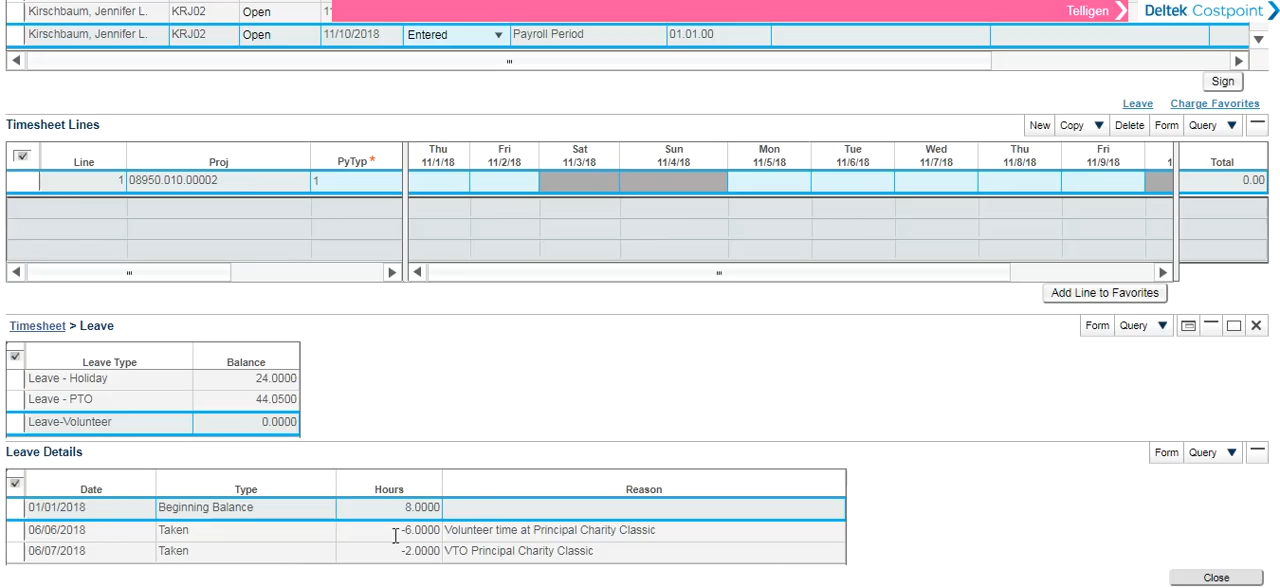 Kirschbaum, Jennifer L. KRJ02 Open Telligen Deltek Costpoint
Kirschbaum, Jennifer L. KRJ02 Open 11/10/2018 Entered Payroll Period 01.01.00
Sign
Leave Charge Favorites
Timesheet Lines New Copy Delete Form Query
Line Proj PyTyp * Thu 11/1/18 Fri 11/2/18 Sat 11/3/18 Sun 11/4/18 Mon 11/5/18 Tue 11/6/18 Wed 11/7/18 Thu 11/8/18 Fri 11/9/18 1 Total
1 08950.010.00002 1 0.00
Add Line to Favorites
Timesheet > Leave Form Query
Leave Type Balance
Leave - Holiday 24.0000
Leave - PTO 44.0500
Leave-Volunteer 0.0000
Leave Details Form Query
Date Type Hours Reason
01/01/2018 Beginning Balance 8.0000
06/06/2018 Taken -6.0000 Volunteer time at Principal Charity Classic
06/07/2018 Taken -2.0000 VTO Principal Charity Classic
Close